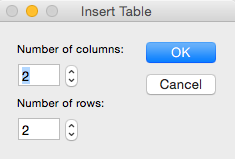 Insert Table
Number of columns:
2
Number of rows:
2
OK
Cancel